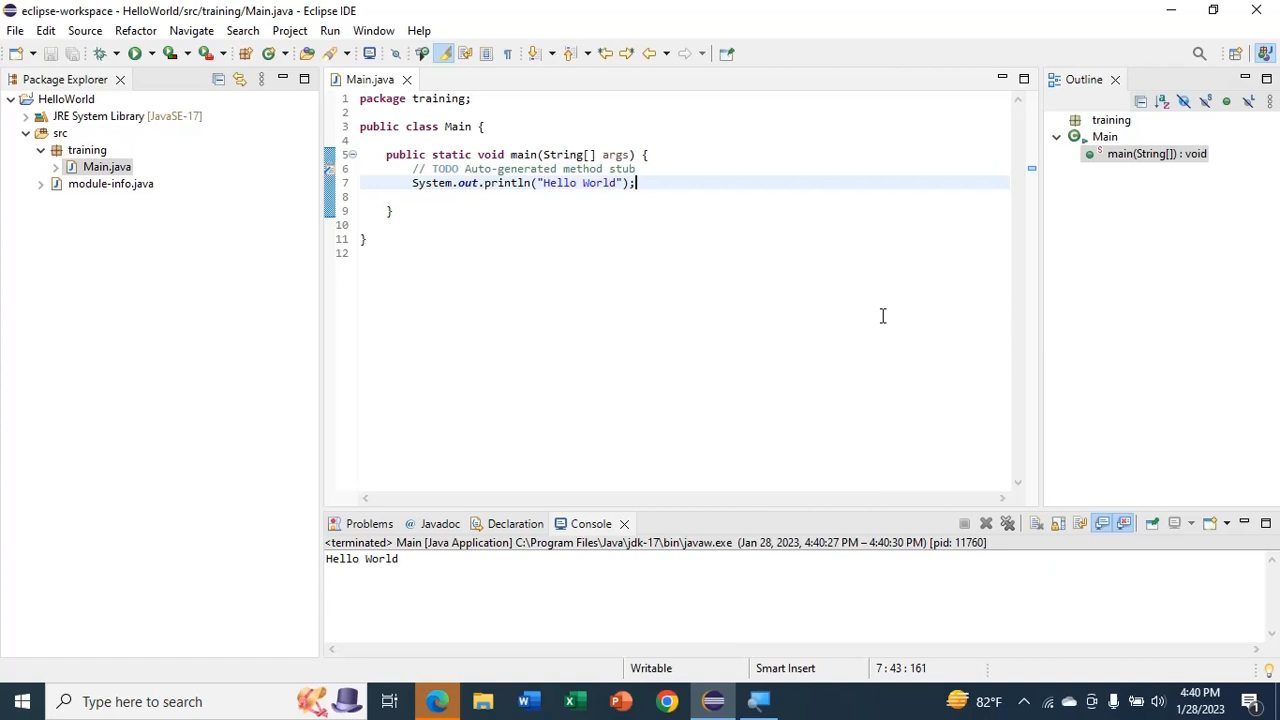 eclipse-workspace - HelloWorld/src/training/Main.java - Eclipse IDE
File Edit Source Refactor Navigate Search Project Run Window Help
Package Explorer
HelloWorld
JRE System Library [JavaSE-17]
src
training
Main.java
module-info.java
Main.java
1 package training;
2
3 public class Main {
4
5 public static void main(String[] args) {
6 // TODO Auto-generated method stub
7 System.out.println("Hello World");
8
9 }
10
11 }
12
Outline
training
Main
main(String[]) : void
Problems Javadoc Declaration Console
<terminated> Main [Java Application] C:\Program Files\Java\jdk-17\bin\javaw.exe (Jan 28, 2023, 4:40:27 PM – 4:40:30 PM) [pid: 11760]
Hello World
Writable Smart Insert 7 : 43 : 161
Type here to search
82°F
4:40 PM
1/28/2023
1